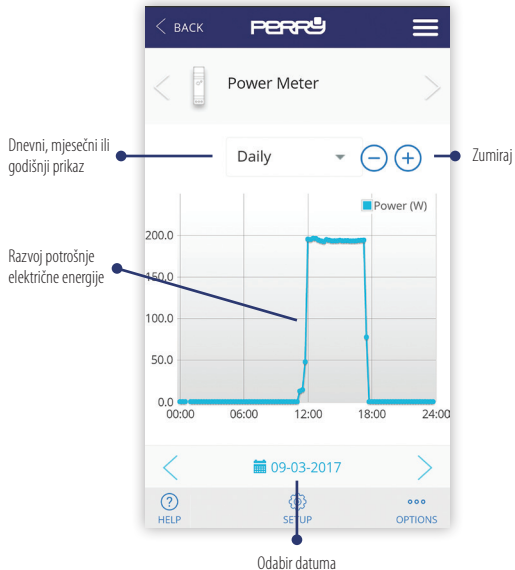 BACK
PERRY
Power Meter
Dnevni, mjesečni ili
godišnji prikaz
Daily
Zumiraj
Power (W)
200.0
Razvoj potrošnje
električne energije
150.0
100.0
50.0
0.0
00:00 06:00 12:00 18:00 24:00
09-03-2017
HELP SETUP OPTIONS
Odabir datuma